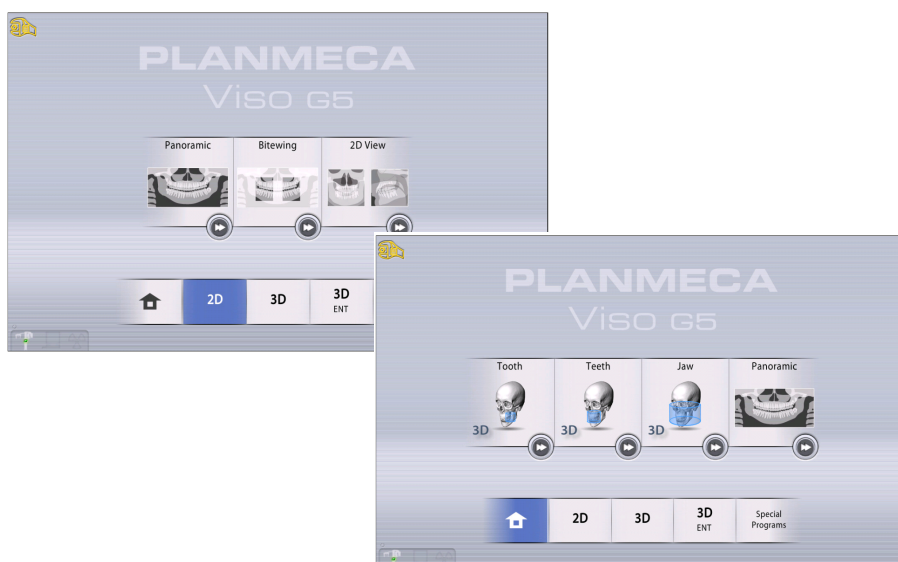 PLANMECA
Viso G5
Panoramic
Bitewing
2D View
2D
3D
3D
ENT
PLANMECA
Viso G5
Tooth
Teeth
Jaw
Panoramic
3D
3D
3D
2D
3D
3D
ENT
Special
Programs